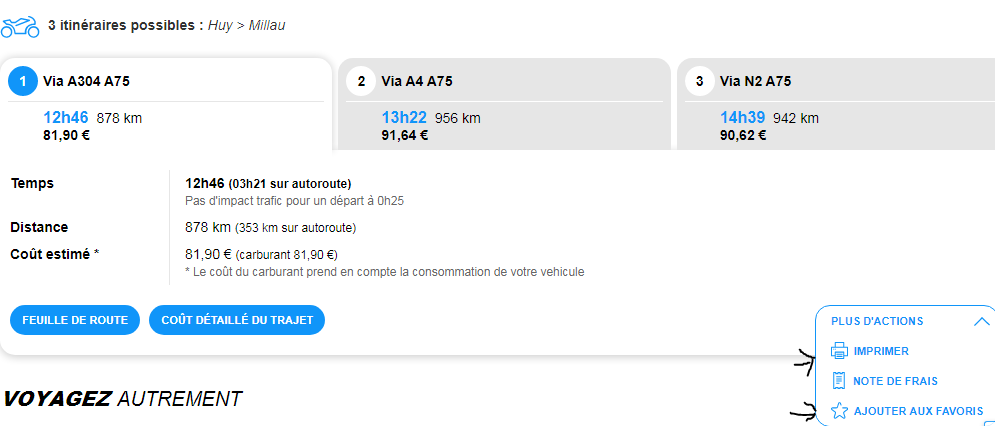 3 itinéraires possibles : Huy > Millau
1 Via A304 A75
12h46 878 km
81,90 €
2 Via A4 A75
13h22 956 km
91,64 €
3 Via N2 A75
14h39 942 km
90,62 €
Temps 12h46 (03h21 sur autoroute)
Pas d'impact trafic pour un départ à 0h25
Distance 878 km (353 km sur autoroute)
Coût estimé * 81,90 € (carburant 81,90 €)
* Le coût du carburant prend en compte la consommation de votre vehicule
FEUILLE DE ROUTE COÛT DÉTAILLÉ DU TRAJET
PLUS D'ACTIONS
IMPRIMER
NOTE DE FRAIS
AJOUTER AUX FAVORIS
VOYAGEZ AUTREMENT